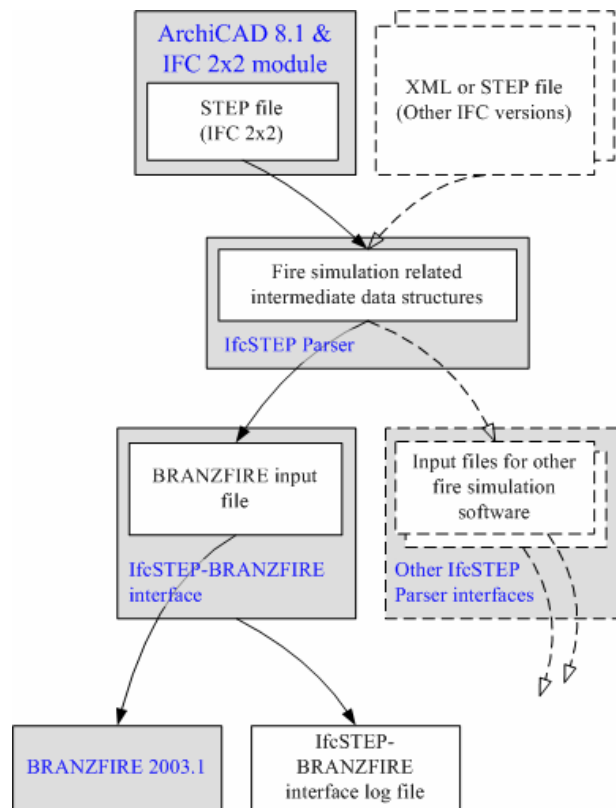 ArchiCAD 8.1 &
IFC 2x2 module
STEP file
(IFC 2x2)
XML or STEP file
(Other IFC versions)
Fire simulation related
intermediate data structures
IfcSTEP Parser
BRANZFIRE input
file
IfcSTEP-BRANZFIRE
interface
Input files for other
fire simulation
software
Other IfcSTEP
Parser interfaces
BRANZFIRE 2003.1
IfcSTEP-
BRANZFIRE
interface log file